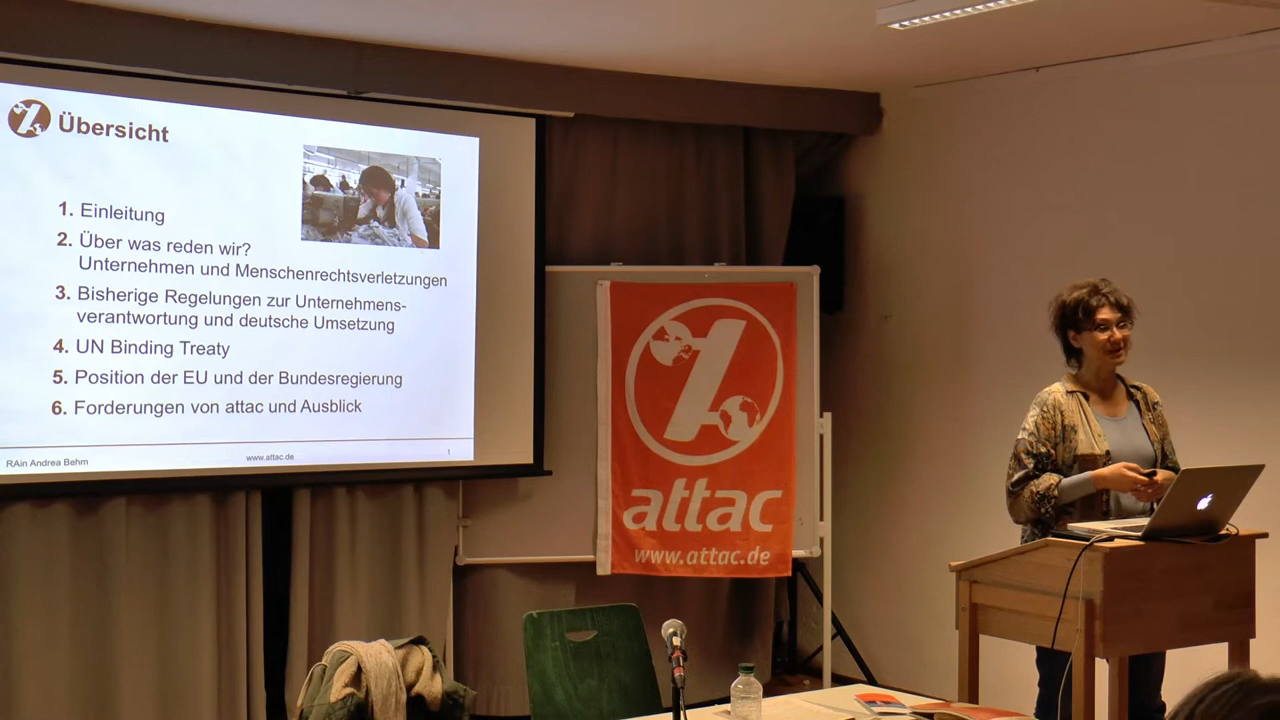 Übersicht
1. Einleitung
2. Über was reden wir?
Unternehmen und Menschenrechtsverletzungen
3. Bisherige Regelungen zur Unternehmens-
verantwortung und deutsche Umsetzung
4. UN Binding Treaty
5. Position der EU und der Bundesregierung
6. Forderungen von attac und Ausblick
RAin Andrea Behm
www.attac.de
1
attac
www.attac.de